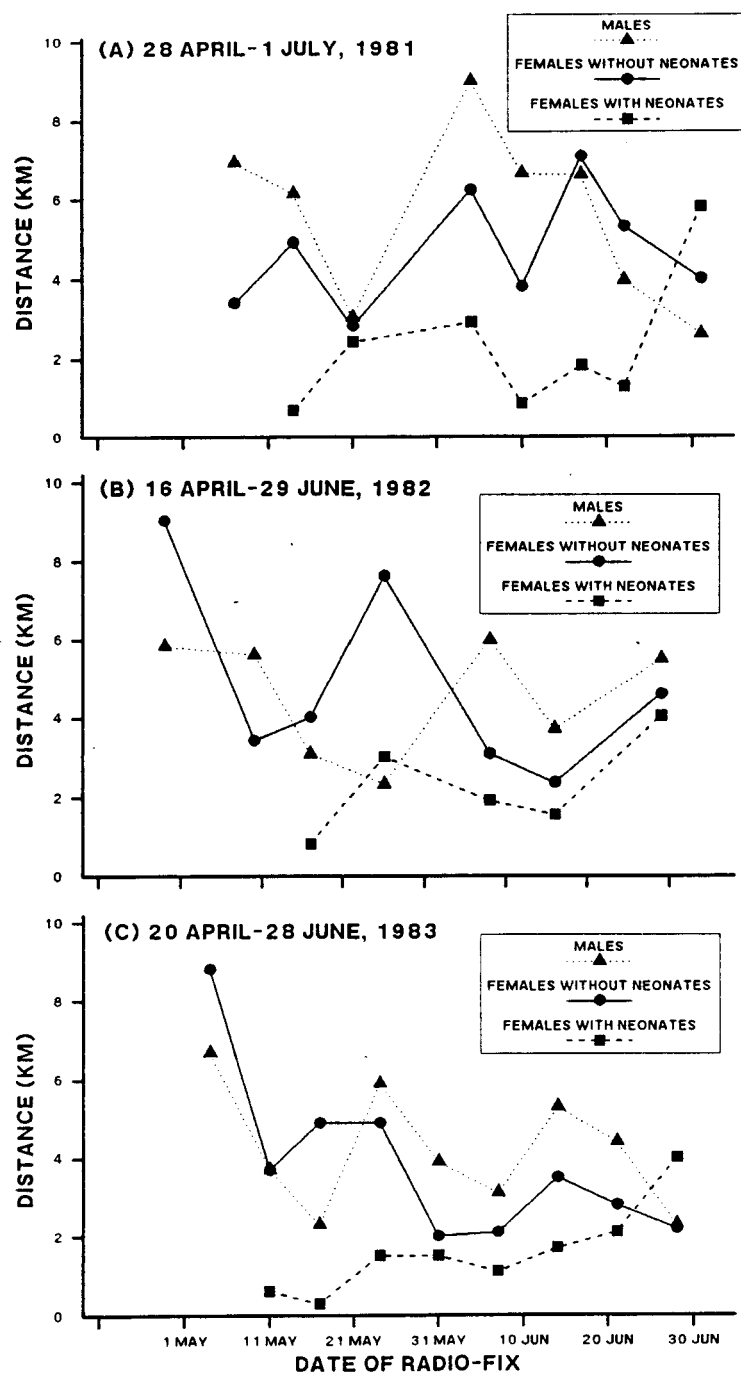 (A) 28 APRIL-1 JULY, 1981
MALES
FEMALES WITHOUT NEONATES
FEMALES WITH NEONATES
10
8
6
4
2
0
DISTANCE (KM)
(B) 16 APRIL-29 JUNE, 1982
MALES
FEMALES WITHOUT NEONATES
FEMALES WITH NEONATES
10
8
6
4
2
0
DISTANCE (KM)
(C) 20 APRIL-28 JUNE, 1983
MALES
FEMALES WITHOUT NEONATES
FEMALES WITH NEONATES
10
8
6
4
2
0
DISTANCE (KM)
1 MAY 11 MAY 21 MAY 31 MAY 10 JUN 20 JUN 30 JUN
DATE OF RADIO-FIX